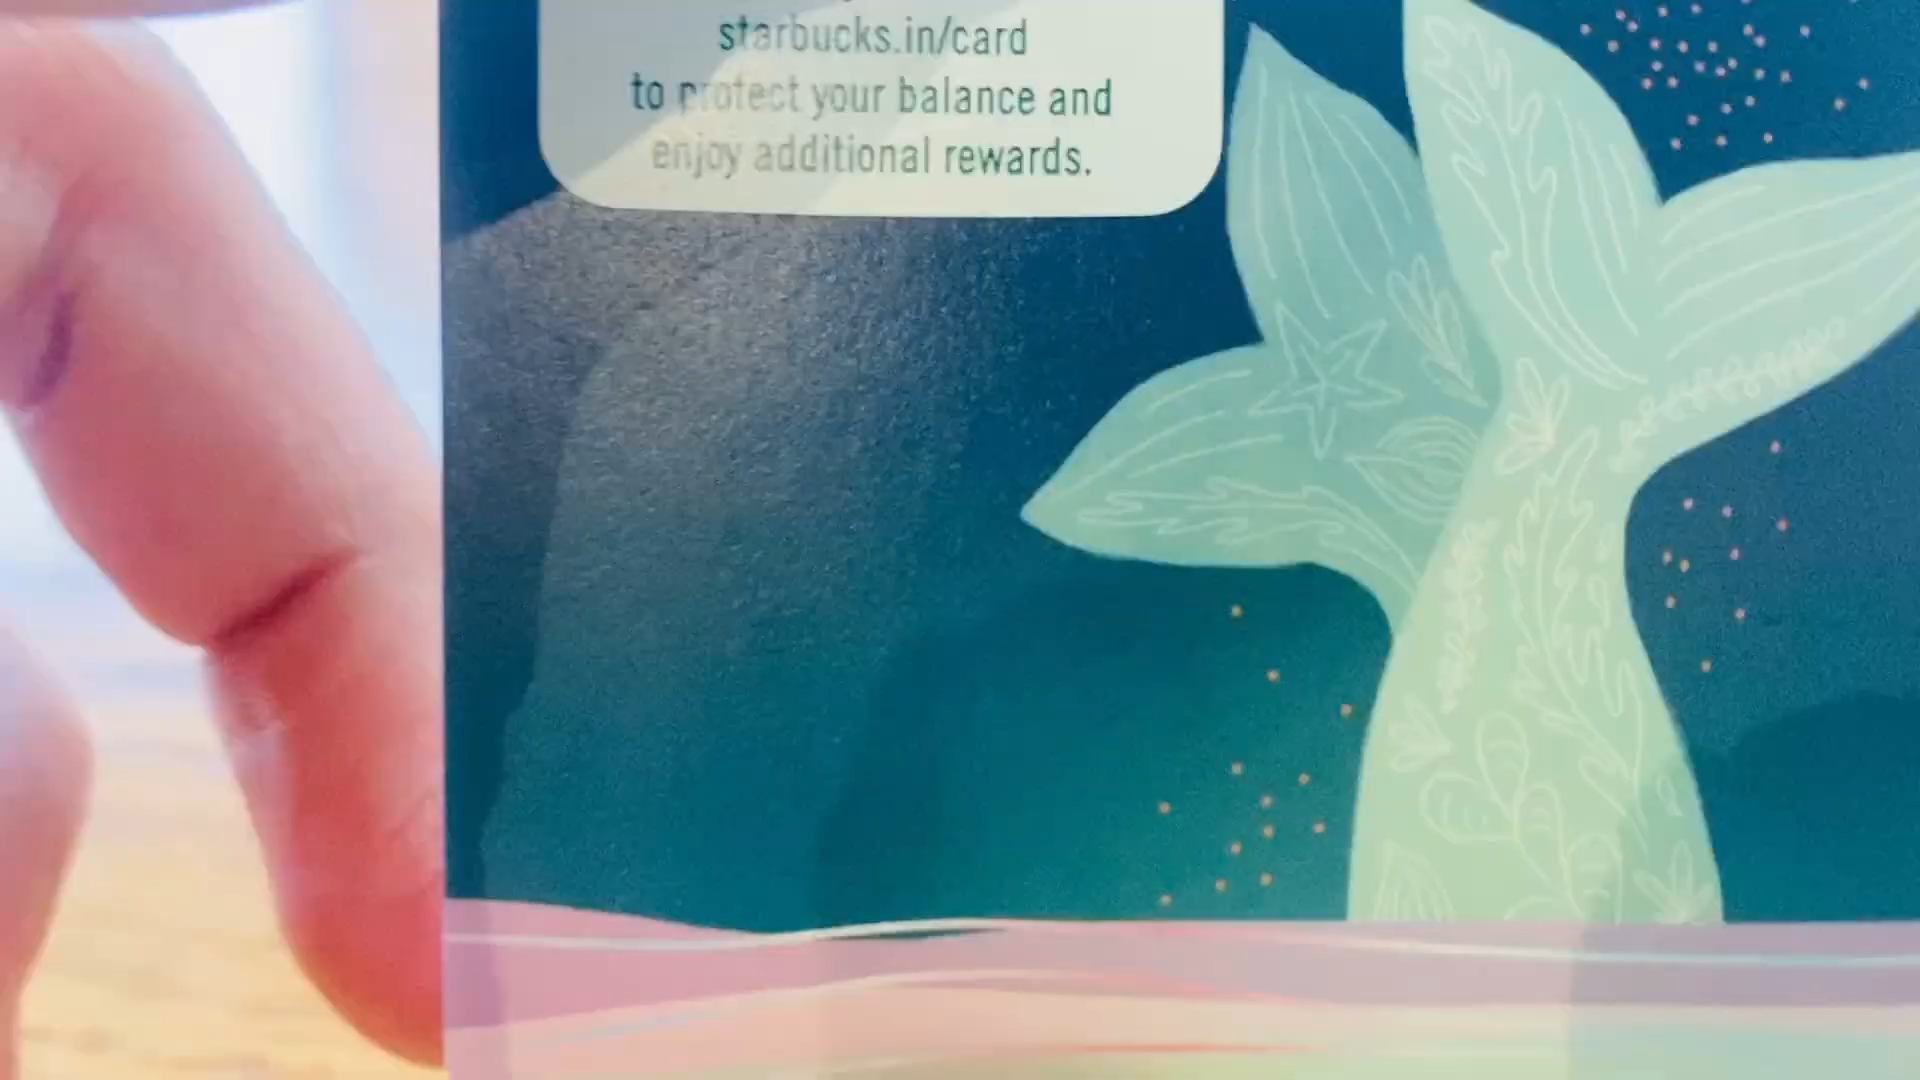 starbucks.in/card
to protect your balance and
enjoy additional rewards.